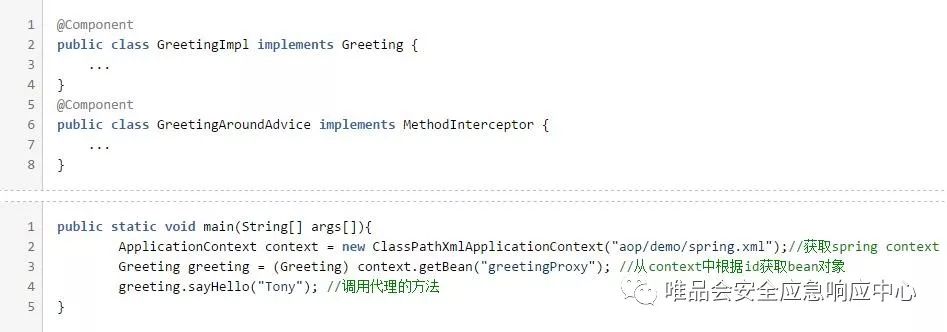 1 @Component
2 public class GreetingImpl implements Greeting {
3 ...
4 }
5 @Component
6 public class GreetingAroundAdvice implements MethodInterceptor {
7 ...
8 }
1 public static void main(String[] args[]){
2 ApplicationContext context = new ClassPathXmlApplicationContext("aop/demo/spring.xml");//获取spring context
3 Greeting greeting = (Greeting) context.getBean("greetingProxy"); //从context中根据id获取bean对象
4 greeting.sayHello("Tony"); //调用代理的方法
5 }
唯品会安全应急响应中心